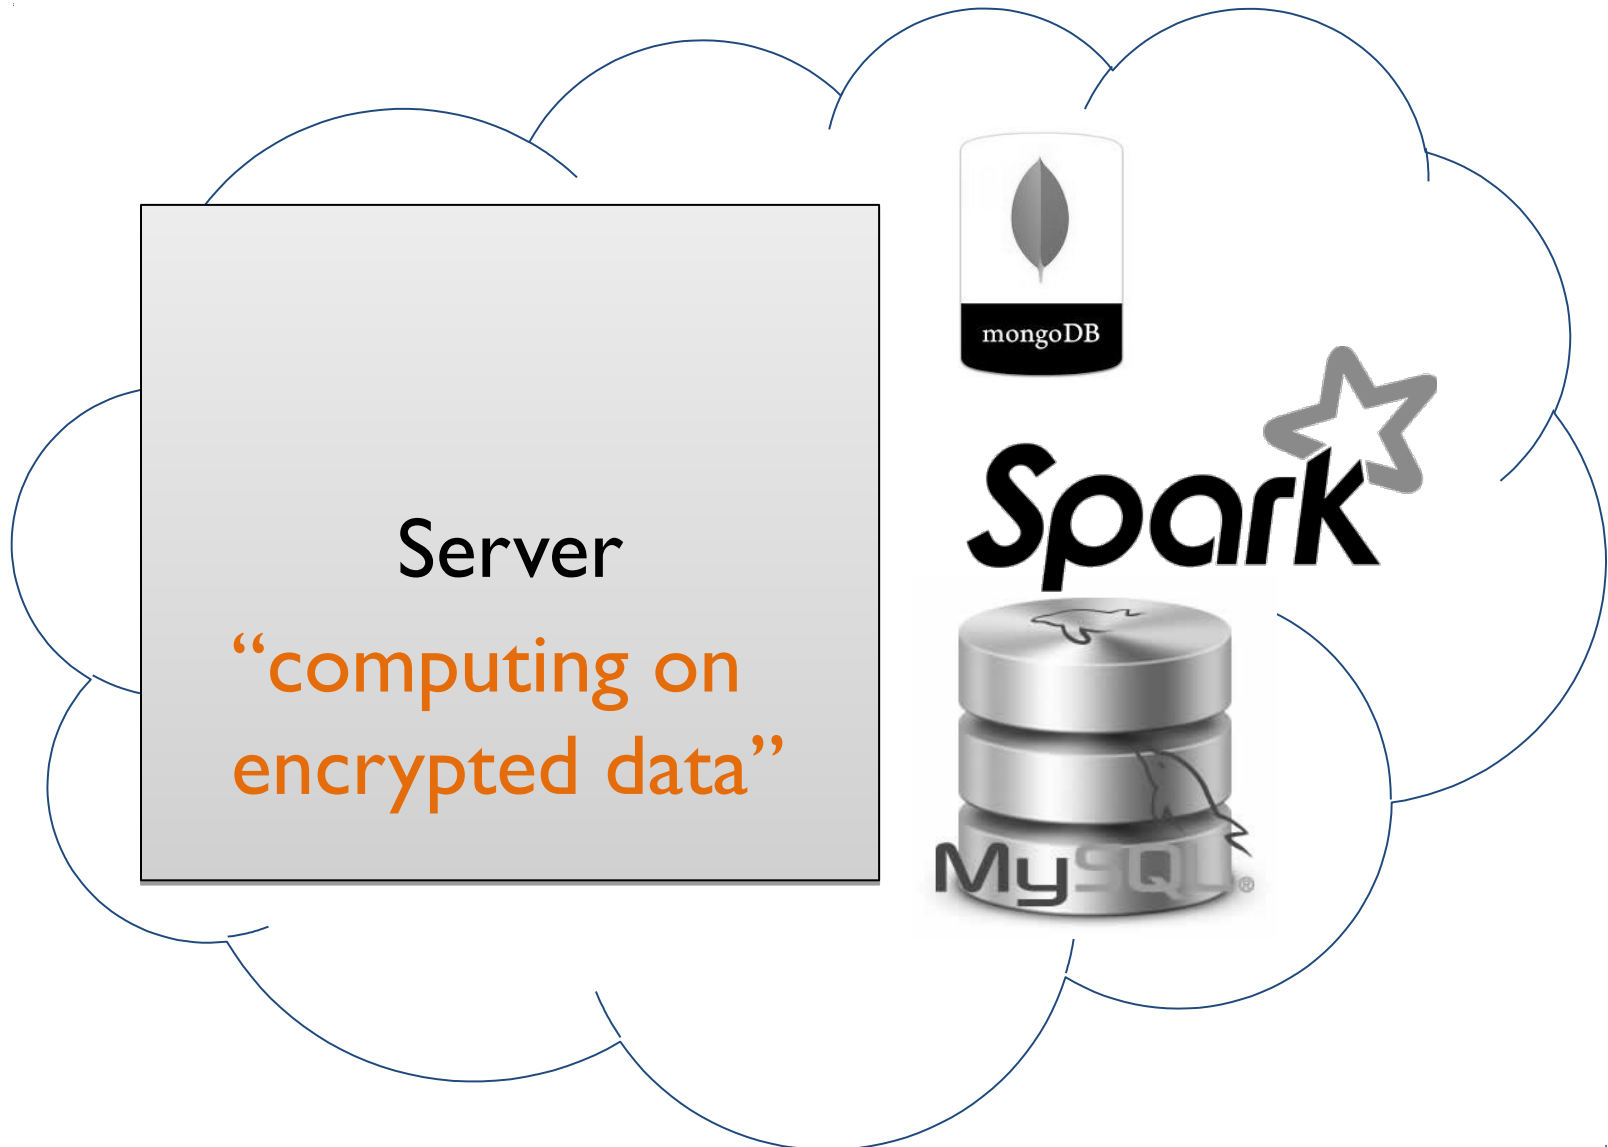 mongoDB
Spark
Server
“computing on
encrypted data”
MySQL®